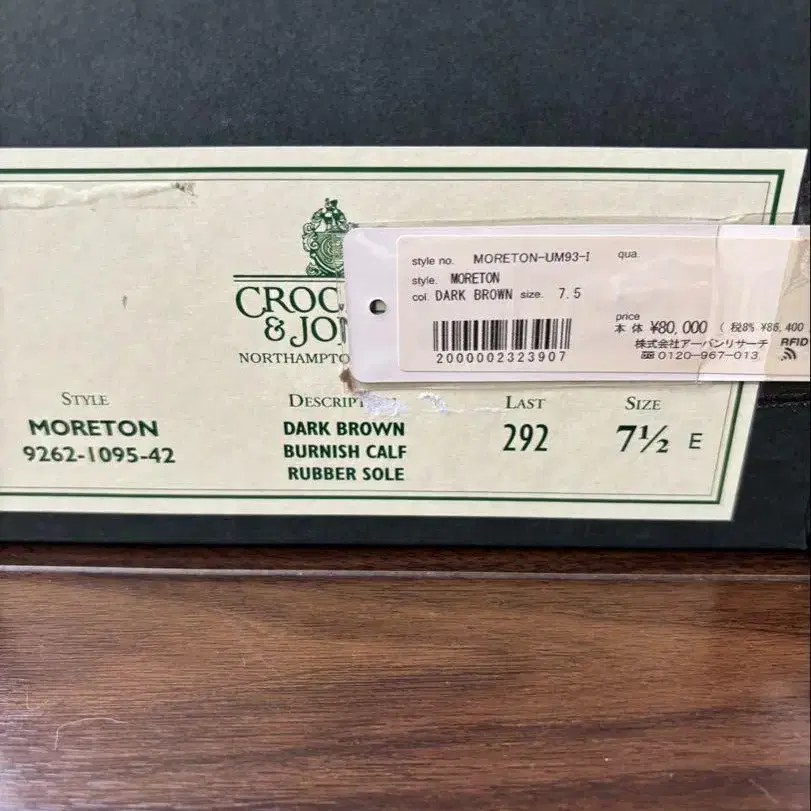 CROC
& JON
NORTHAMPTO
style no. MORETON-UM93-I qua.
style. MORETON
col. DARK BROWN size. 7.5
price
本体 ¥80,000 ( 税8% ¥86,400
株式会社アーバンリサーチ RFID
0120-967-013
2000002323907
STYLE
MORETON
9262-1095-42
DESCRIPT
DARK BROWN
BURNISH CALF
RUBBER SOLE
LAST
292
SIZE
7½ E